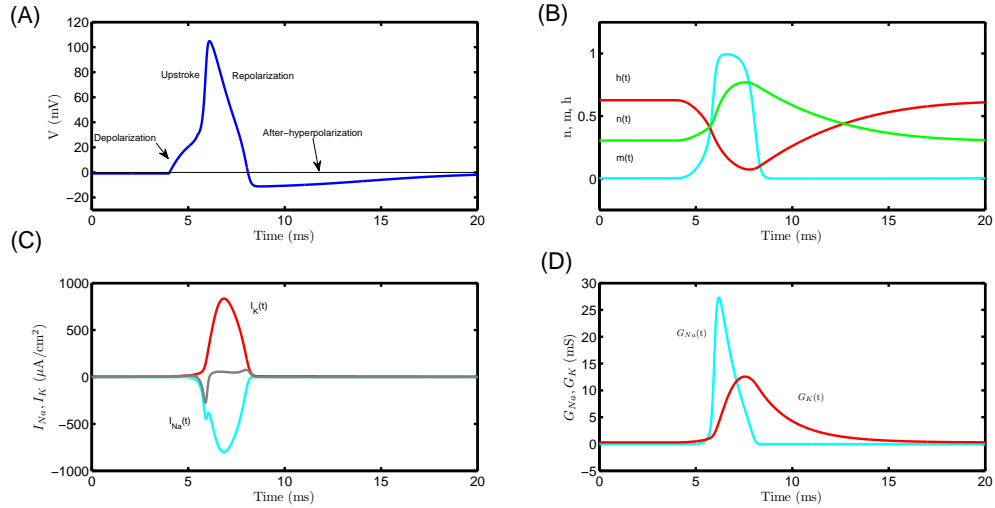 (A)
V (mV)
120
100
80
60
40
20
0
−20
Upstroke
Repolarization
Depolarization
After−hyperpolarization
0
5
10
15
20
Time (ms)
(B)
n, m, h
1
0.5
0
h(t)
n(t)
m(t)
0
5
10
15
20
Time (ms)
(C)
I_Na, I_K (μA/cm²)
1000
500
0
−500
−1000
I_K(t)
I_Na(t)
0
5
10
15
20
Time (ms)
(D)
G_Na, G_K (mS)
30
25
20
15
10
5
0
−5
G_Na(t)
G_K(t)
0
5
10
15
20
Time (ms)